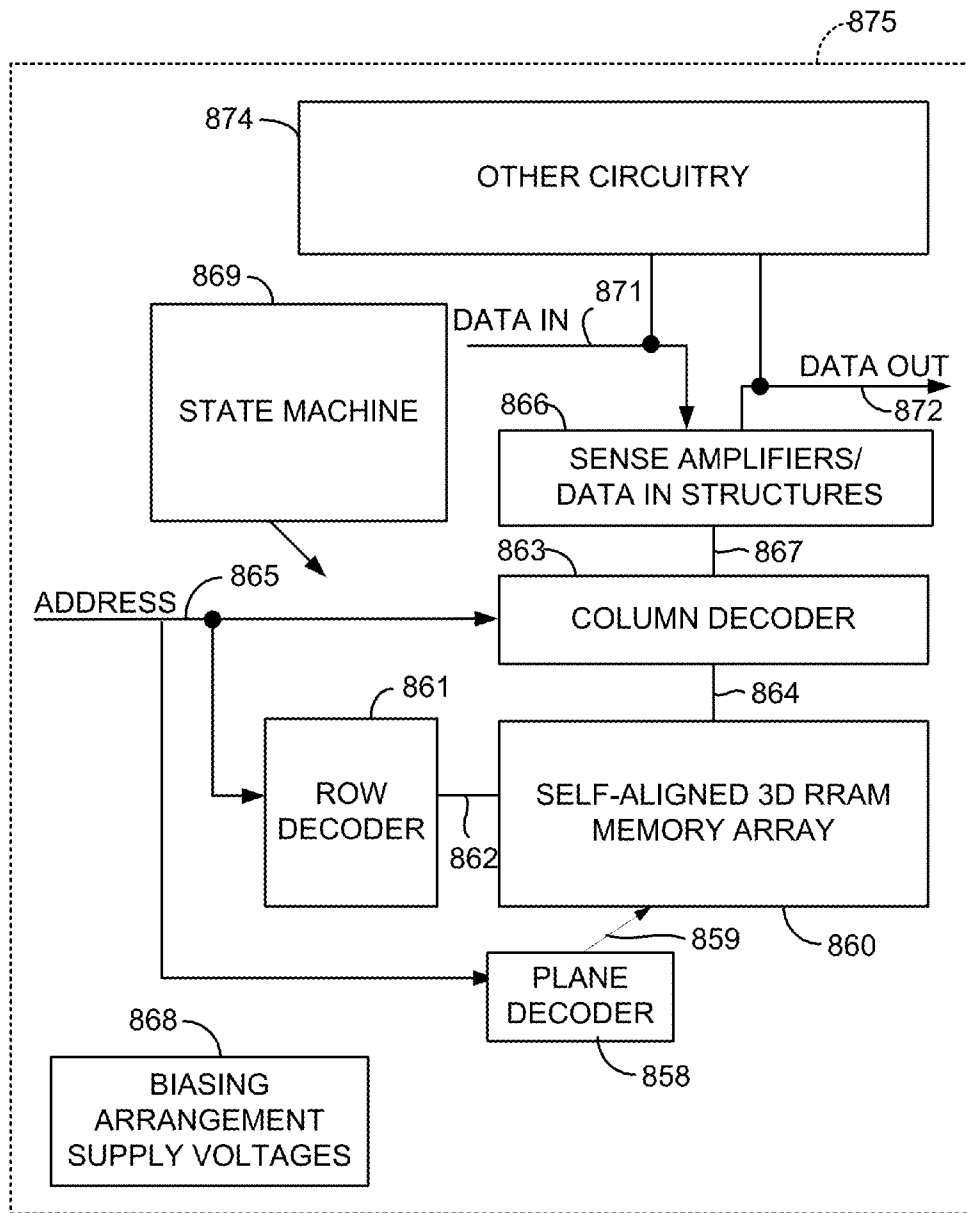 875
874
OTHER CIRCUITRY
869
871
DATA IN
STATE MACHINE
DATA OUT
866
872
SENSE AMPLIFIERS/
DATA IN STRUCTURES
863
867
865
ADDRESS
COLUMN DECODER
861
864
ROW
DECODER
862
SELF-ALIGNED 3D RRAM
MEMORY ARRAY
859
860
PLANE
DECODER
868
858
BIASING
ARRANGEMENT
SUPPLY VOLTAGES